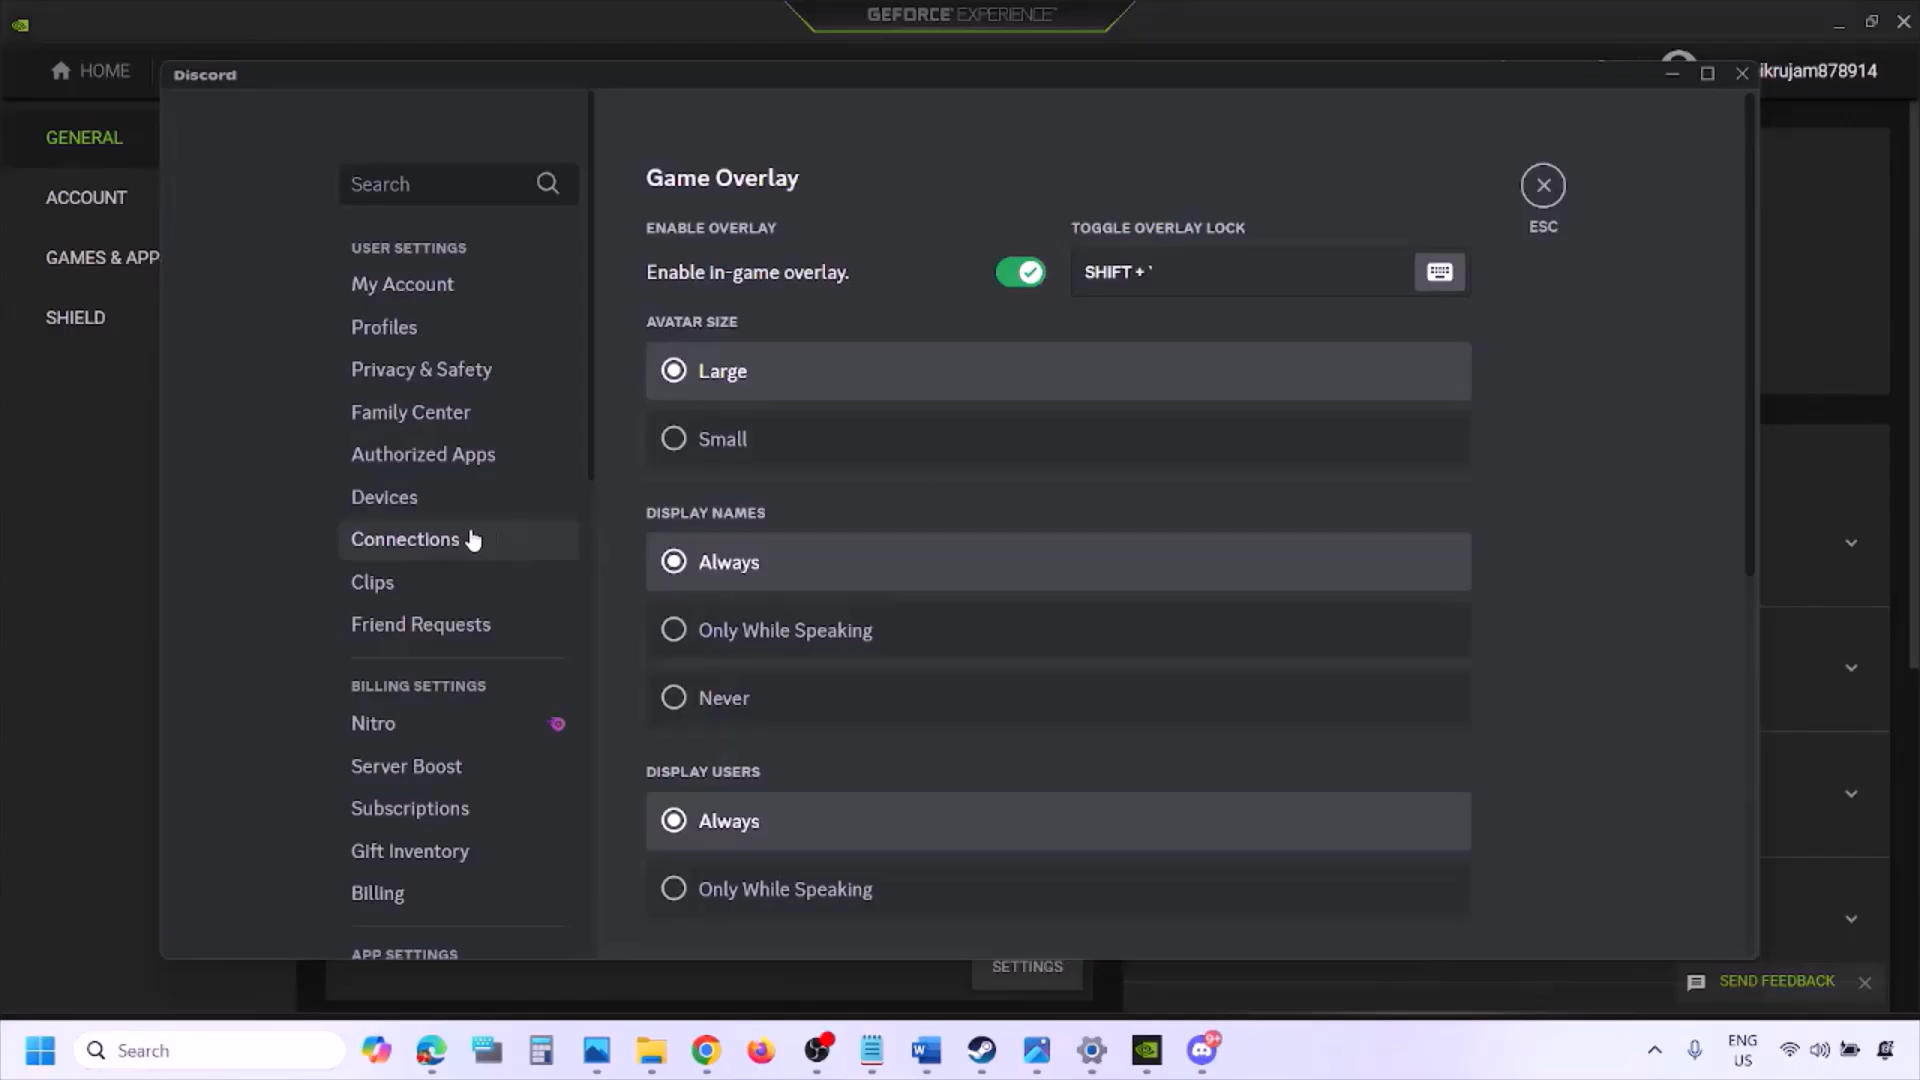 GEFORCE EXPERIENCE
HOME
Discord
ikrujam878914
GENERAL
ACCOUNT
GAMES & APP
SHIELD
Search
USER SETTINGS
My Account
Profiles
Privacy & Safety
Family Center
Authorized Apps
Devices
Connections
Clips
Friend Requests
BILLING SETTINGS
Nitro
Server Boost
Subscriptions
Gift Inventory
Billing
APP SETTINGS
Game Overlay
ESC
ENABLE OVERLAY
Enable in-game overlay.
TOGGLE OVERLAY LOCK
SHIFT + `
AVATAR SIZE
Large
Small
DISPLAY NAMES
Always
Only While Speaking
Never
DISPLAY USERS
Always
Only While Speaking
SETTINGS
SEND FEEDBACK
Search
9+
ENG
US